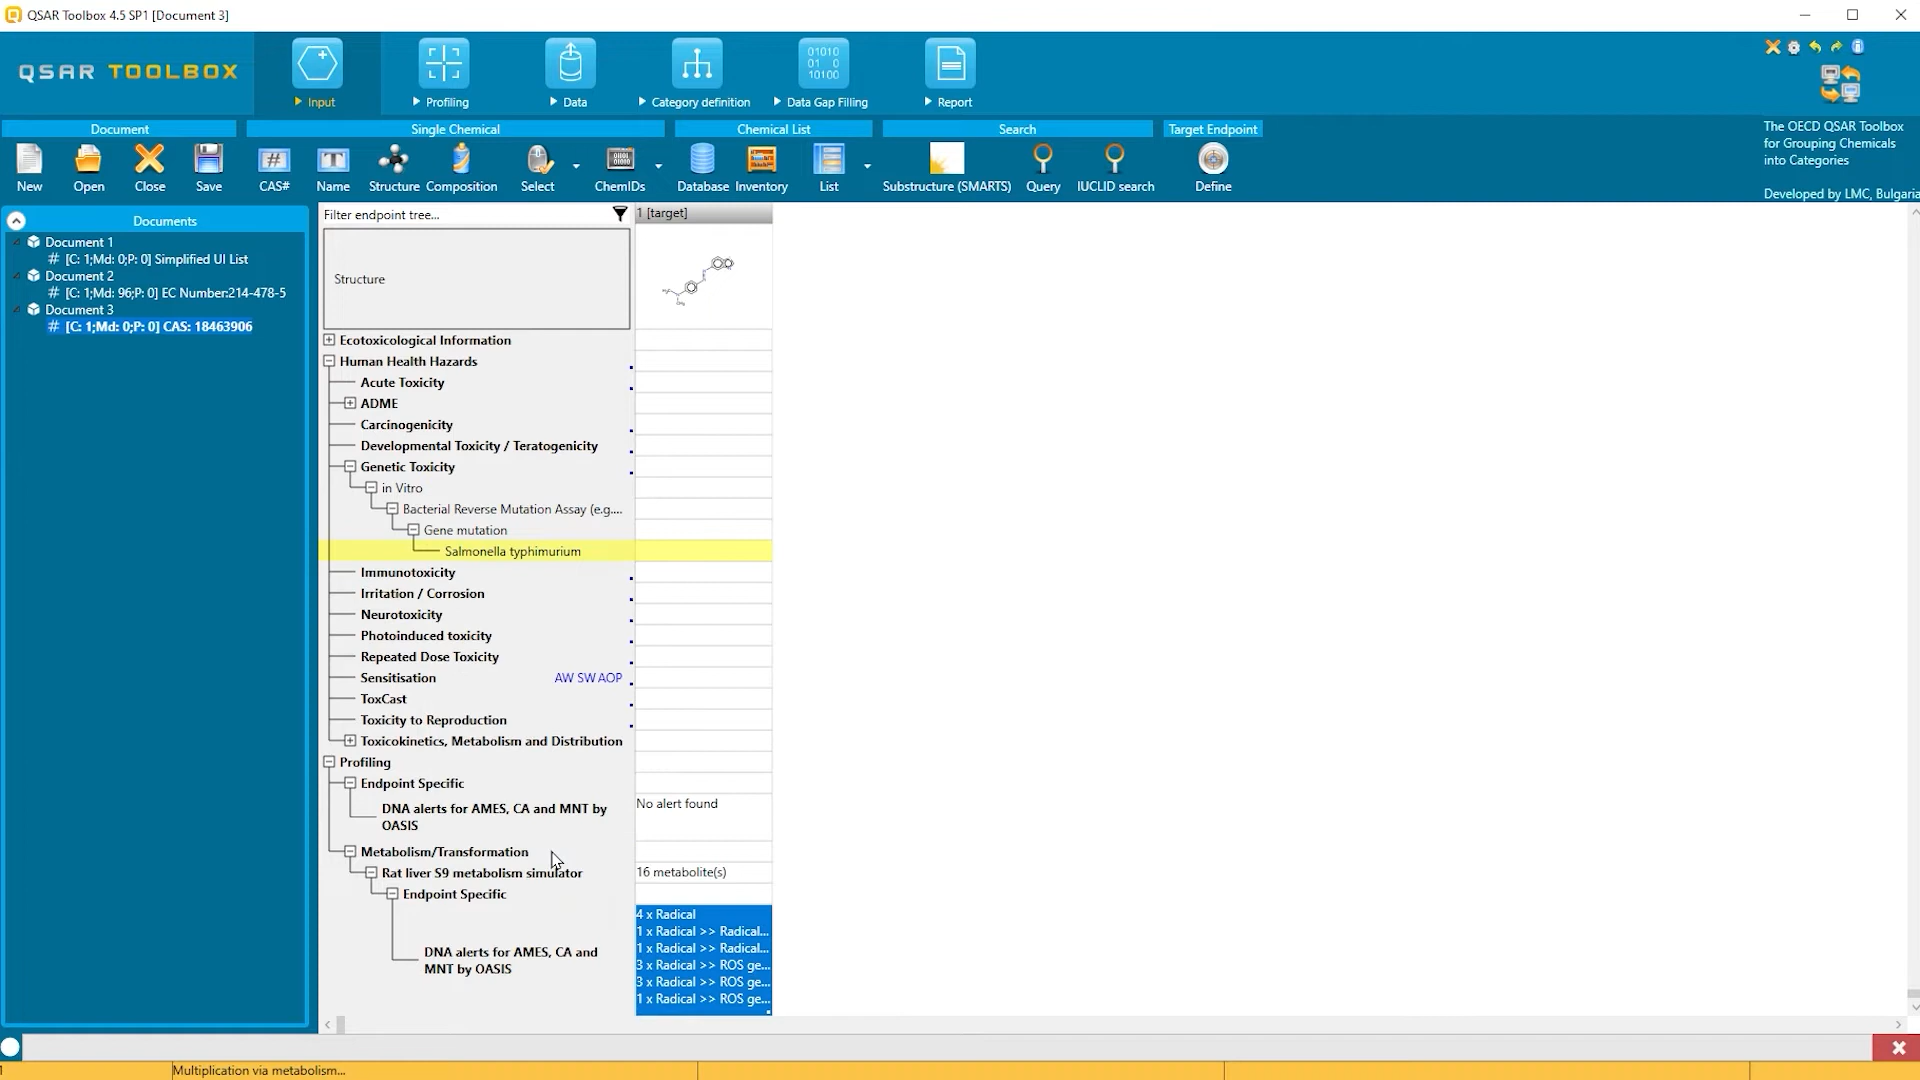 QSAR Toolbox 4.5 SP1 [Document 3]
QSAR TOOLBOX
Input
Profiling
Data
Category definition
01010
01 0
10100
Data Gap Filling
Report
The OECD QSAR Toolbox
for Grouping Chemicals
into Categories
Developed by LMC, Bulgaria
Document
Single Chemical
Chemical List
Search
Target Endpoint
New
Open
Close
Save
#
CAS#
T
Name
Structure
Composition
Select
ChemIDs
Database
Inventory
List
Substructure (SMARTS)
Query
IUCLID search
Define
Documents
Document 1
# [C: 1;Md: 0;P: 0] Simplified UI List
Document 2
# [C: 1;Md: 96;P: 0] EC Number:214-478-5
Document 3
# [C: 1;Md: 0;P: 0] CAS: 18463906
Filter endpoint tree...
1 [target]
Structure
Ecotoxicological Information
Human Health Hazards
Acute Toxicity
ADME
Carcinogenicity
Developmental Toxicity / Teratogenicity
Genetic Toxicity
in Vitro
Bacterial Reverse Mutation Assay (e.g....
Gene mutation
Salmonella typhimurium
Immunotoxicity
Irritation / Corrosion
Neurotoxicity
Photoinduced toxicity
Repeated Dose Toxicity
Sensitisation AW SW AOP
ToxCast
Toxicity to Reproduction
Toxicokinetics, Metabolism and Distribution
Profiling
Endpoint Specific
DNA alerts for AMES, CA and MNT by
OASIS
No alert found
Metabolism/Transformation
Rat liver S9 metabolism simulator
16 metabolite(s)
Endpoint Specific
DNA alerts for AMES, CA and
MNT by OASIS
4 x Radical
1 x Radical >> Radical...
1 x Radical >> Radical...
3 x Radical >> ROS ge...
3 x Radical >> ROS ge...
1 x Radical >> ROS ge...
1
Multiplication via metabolism...